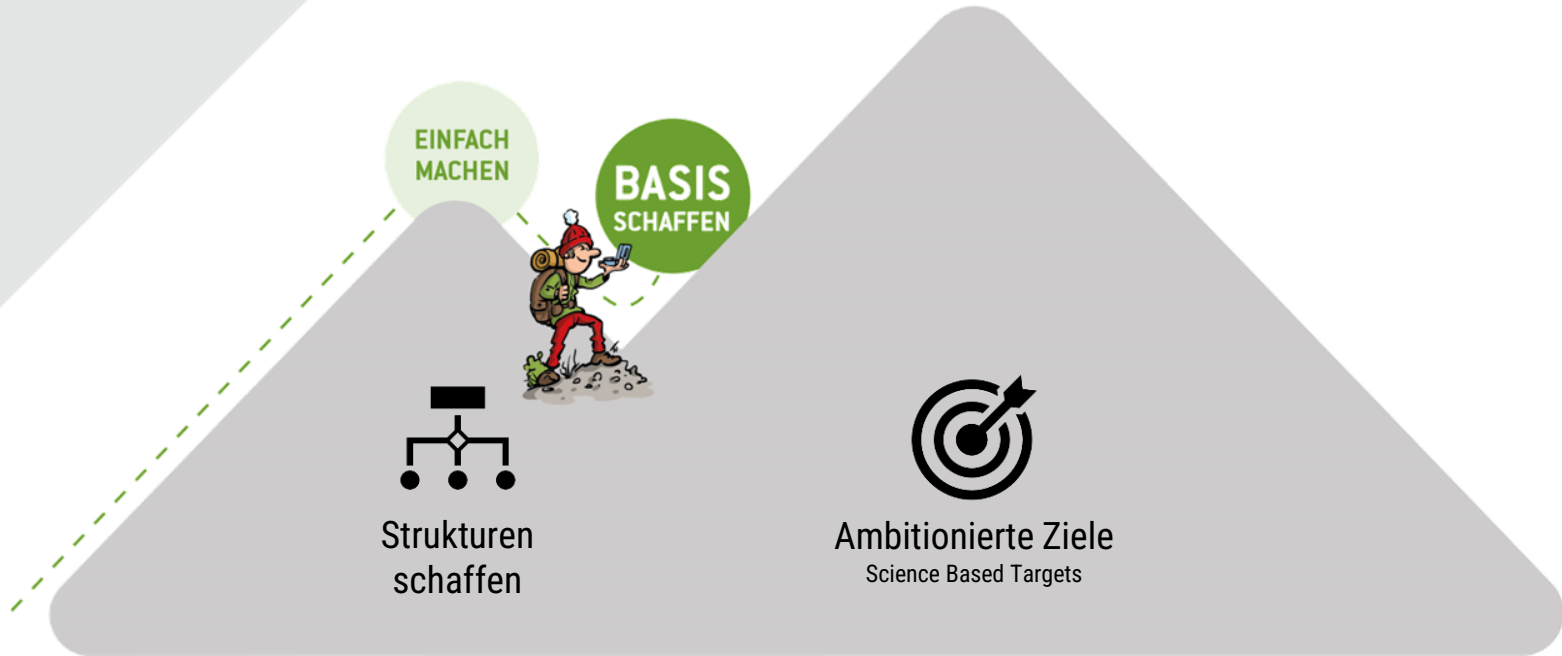 EINFACH
MACHEN
BASIS
SCHAFFEN
Strukturen
schaffen
Ambitionierte Ziele
Science Based Targets